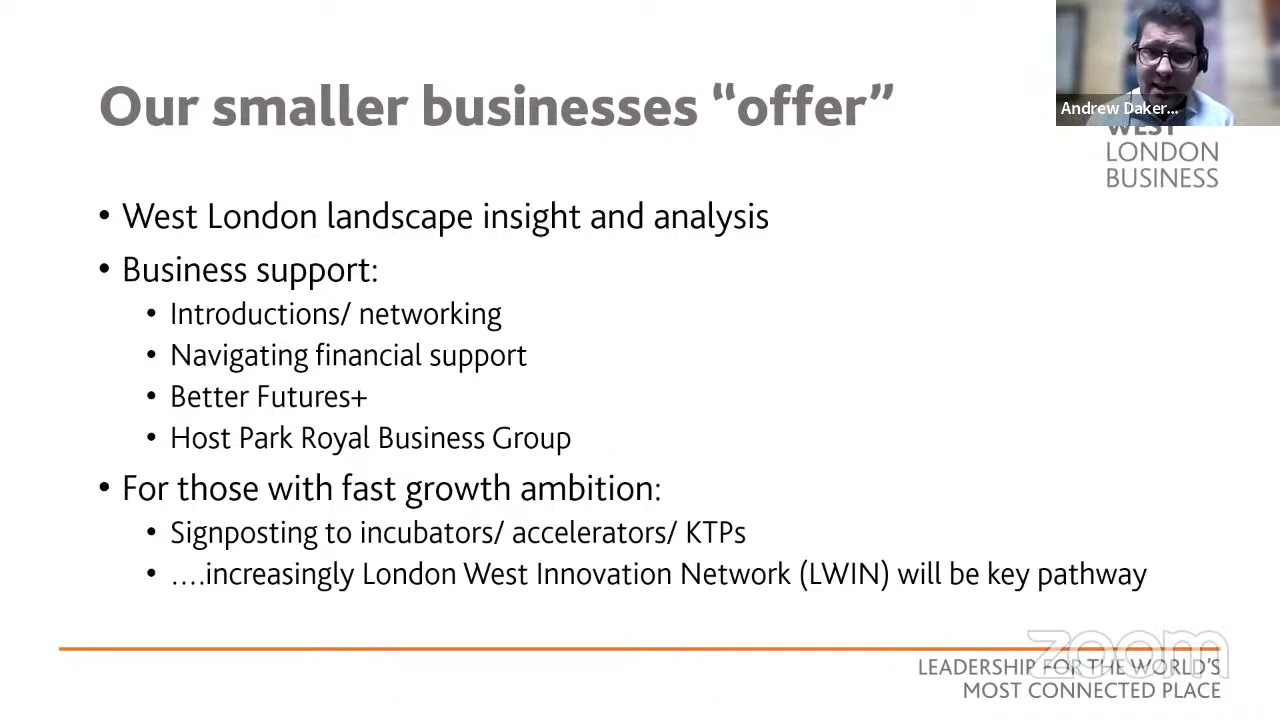 Our smaller businesses “offer”
Andrew Daker...
WEST
LONDON
BUSINESS
• West London landscape insight and analysis
• Business support:
• Introductions/ networking
• Navigating financial support
• Better Futures+
• Host Park Royal Business Group
• For those with fast growth ambition:
• Signposting to incubators/ accelerators/ KTPs
• ….increasingly London West Innovation Network (LWIN) will be key pathway
zoom
LEADERSHIP FOR THE WORLD’S
MOST CONNECTED PLACE